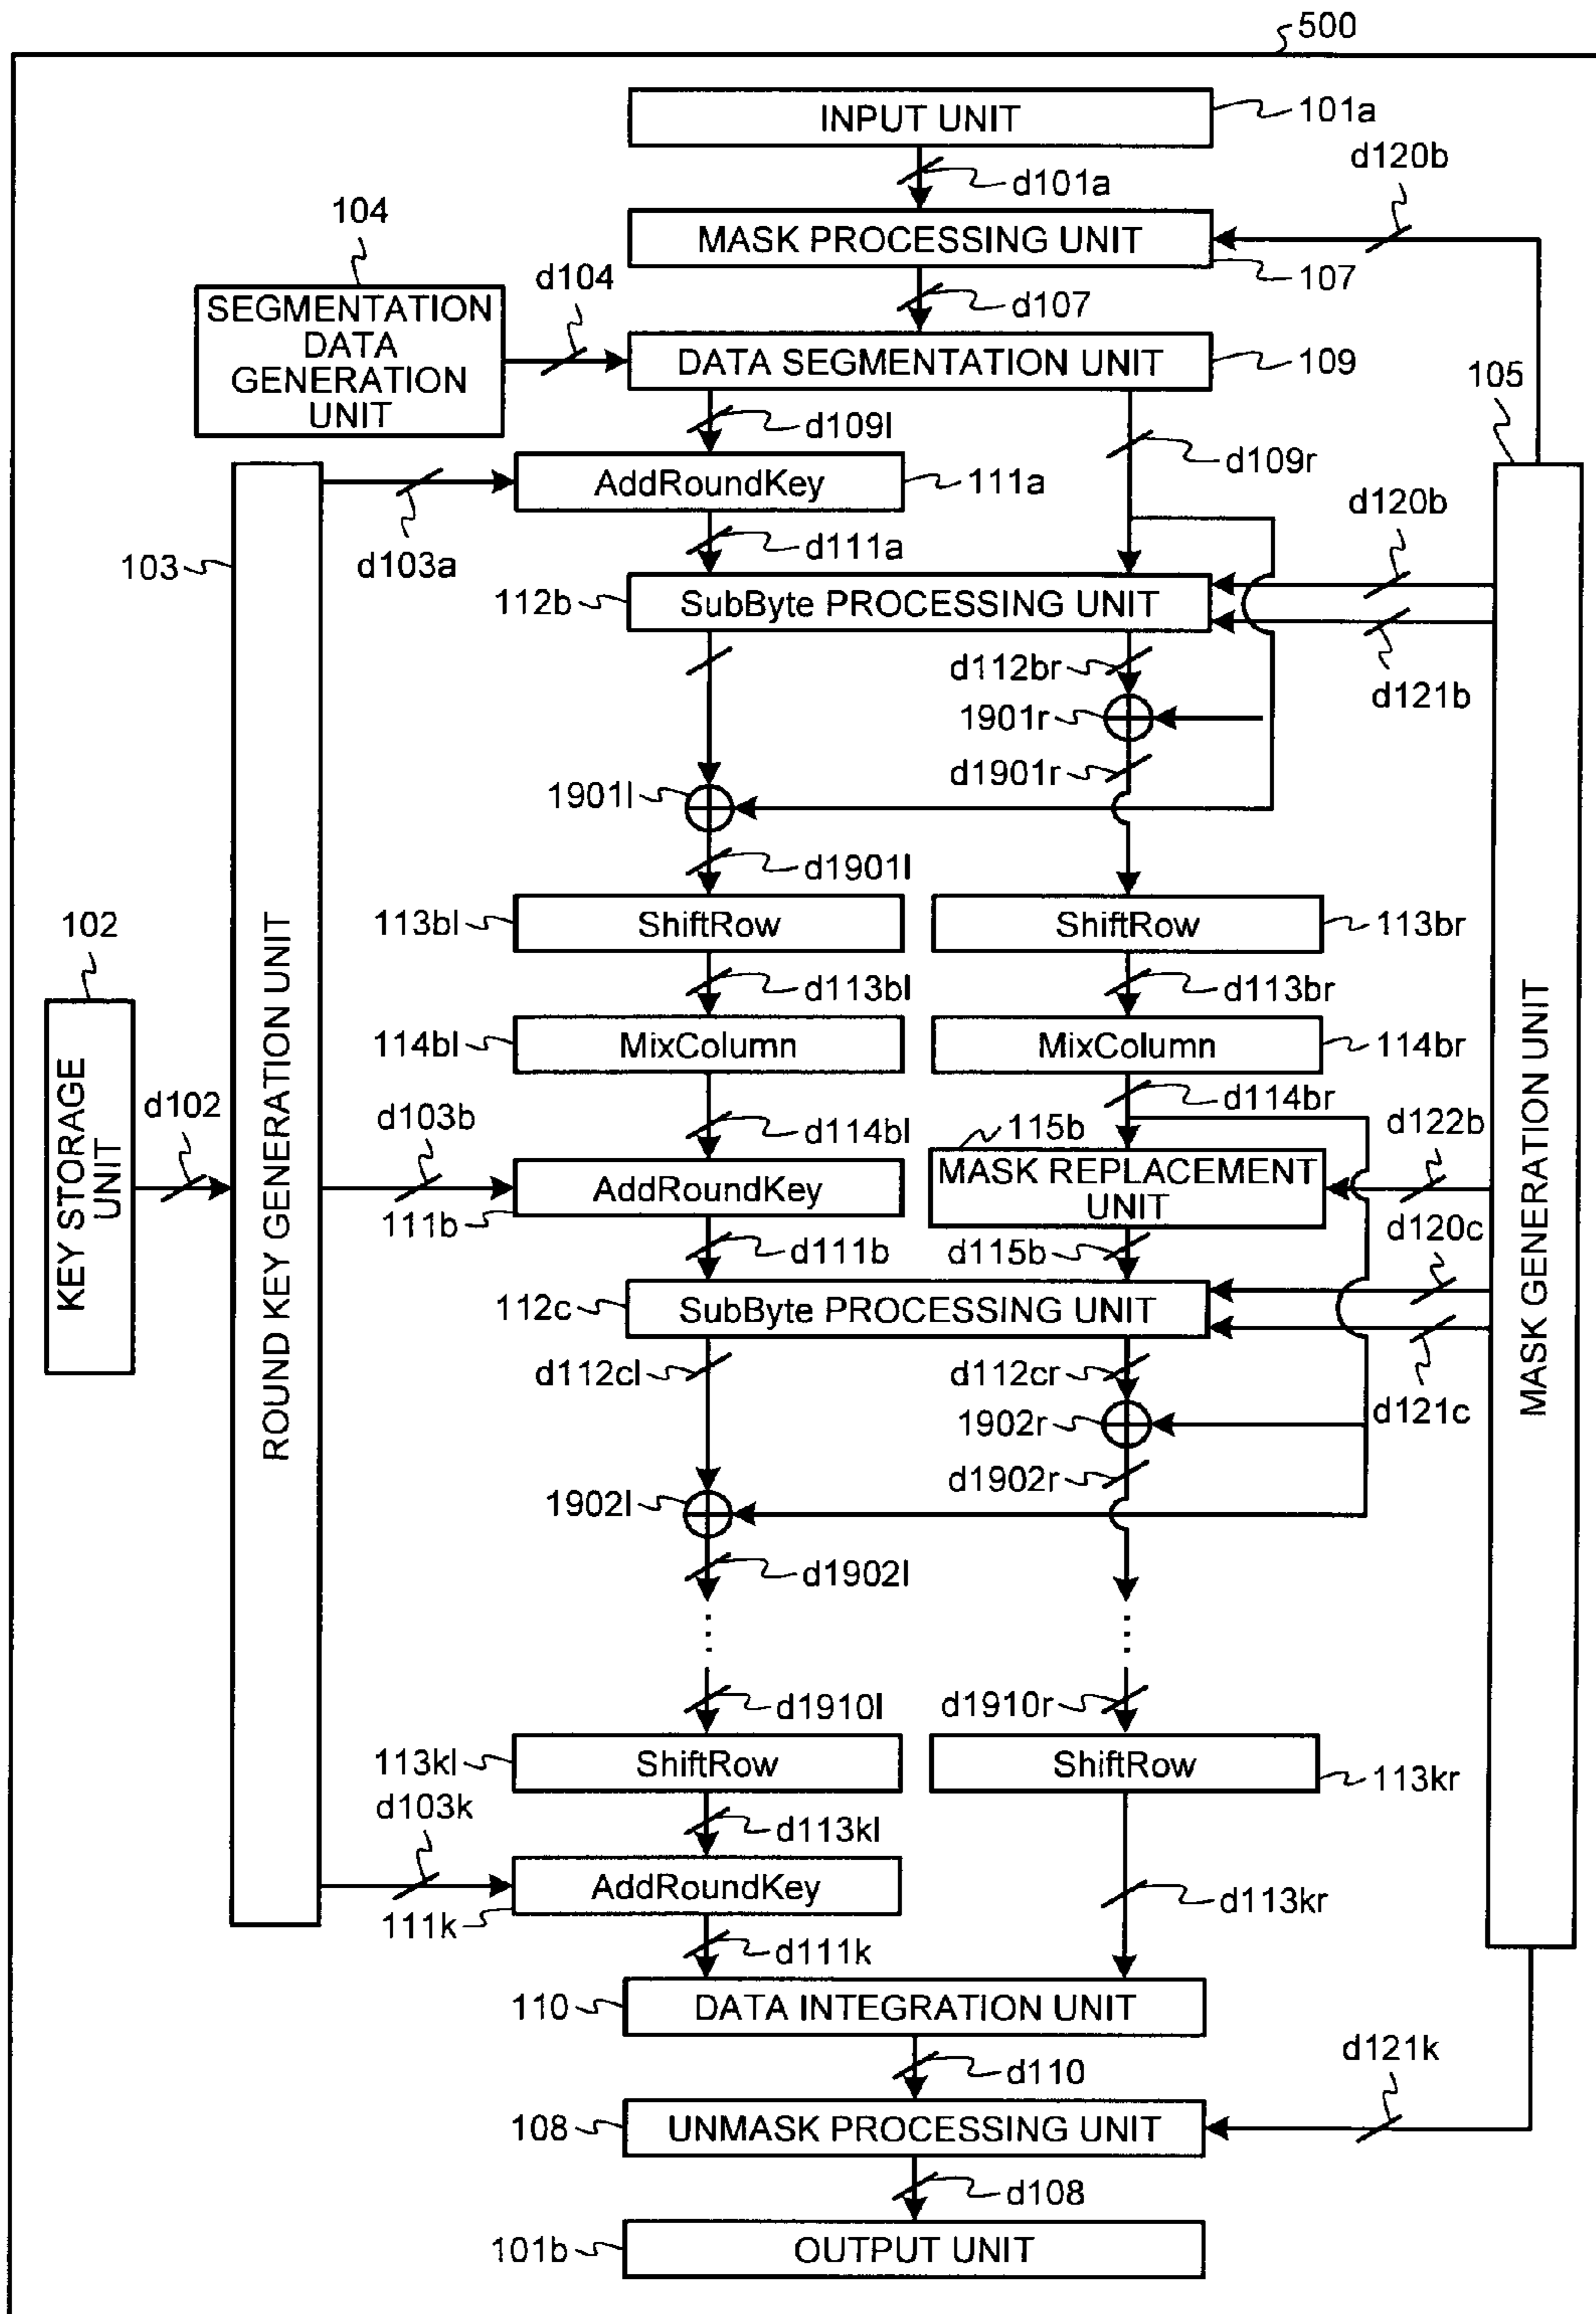 500
INPUT UNIT
101a
d101a
d120b
104
MASK PROCESSING UNIT
107
d104
d107
SEGMENTATION
DATA
GENERATION
UNIT
DATA SEGMENTATION UNIT
109
105
d109l
d109r
AddRoundKey
111a
d103a
d111a
d120b
103
112b
SubByte PROCESSING UNIT
d121b
d112br
1901r
d1901r
1901l
d1901l
102
113bl
ShiftRow
ShiftRow
113br
d113bl
d113br
114bl
MixColumn
MixColumn
114br
KEY STORAGE
UNIT
ROUND KEY GENERATION UNIT
MASK GENERATION UNIT
d102
d103b
d114bl
d114br
115b
d122b
AddRoundKey
111b
MASK REPLACEMENT
UNIT
d111b
d115b
d120c
112c
SubByte PROCESSING UNIT
d112cl
d112cr
d121c
1902r
d1902r
1902l
d1902l
d1910l
d1910r
113kl
ShiftRow
ShiftRow
113kr
d103k
d113kl
AddRoundKey
111k
d113kr
d111k
110
DATA INTEGRATION UNIT
d110
d121k
108
UNMASK PROCESSING UNIT
d108
101b
OUTPUT UNIT